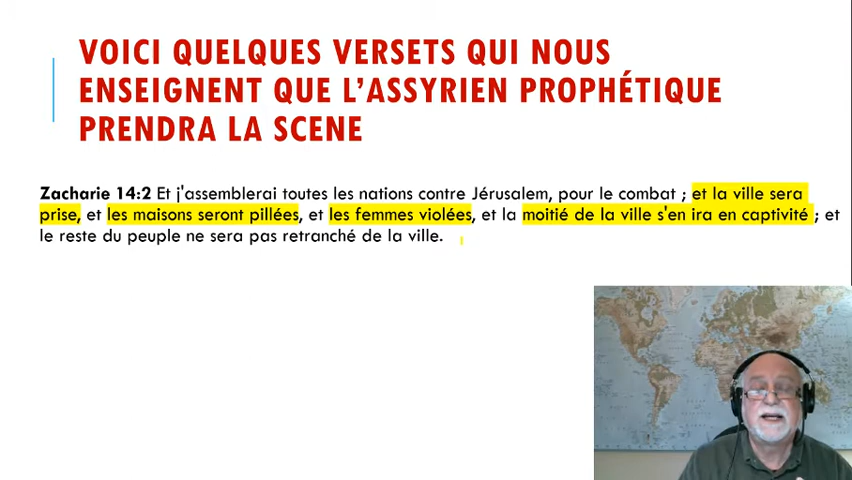 VOICI QUELQUES VERSETS QUI NOUS
ENSEIGNENT QUE L'ASSYRIEN PROPHÉTIQUE
PRENDRA LA SCENE
Zacharie 14:2 Et j'assemblerai toutes les nations contre Jérusalem, pour le combat ; et la ville sera
prise, et les maisons seront pillées, et les femmes violées, et la moitié de la ville s'en ira en captivité ; et
le reste du peuple ne sera pas retranché de la ville.